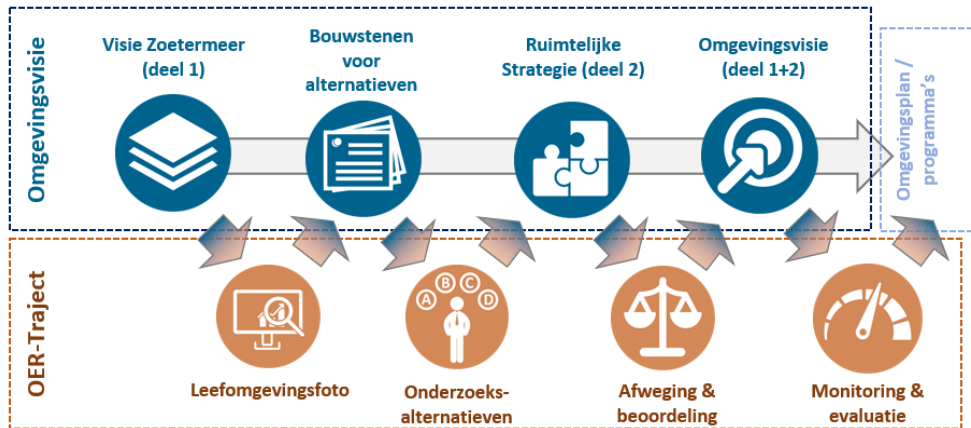 Omgevingsvisie
Visie Zoetermeer
(deel 1)
Bouwstenen
voor
alternatieven
Ruimtelijke
Strategie (deel 2)
Omgevingsvisie
(deel 1+2)
Omgevingsplan /
programma's
OER-Traject
Leefomgevingsfoto
A
B
C
D
Onderzoeks-
alternatieven
Afweging &
beoordeling
Monitoring &
evaluatie